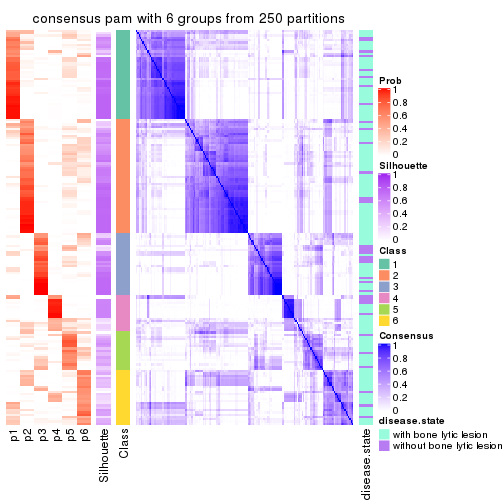 consensus pam with 6 groups from 250 partitions
Prob
1
0.8
0.6
0.4
0.2
0
Silhouette
1
0.8
0.6
0.4
0.2
0
Class
1
2
3
4
5
6
Consensus
1
0.8
0.6
0.4
0.2
0
disease.state
with bone lytic lesion
without bone lytic lesion
p1
p2
p3
p4
p5
p6
Silhouette
Class
disease.state